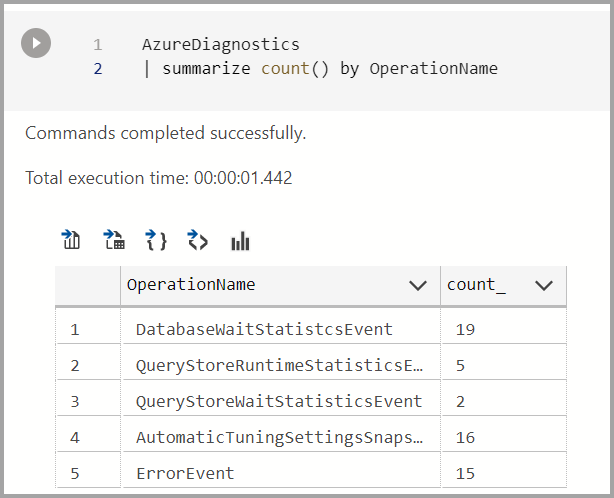 1 AzureDiagnostics
2 | summarize count() by OperationName
Commands completed successfully.
Total execution time: 00:00:01.442
OperationName count_
1 DatabaseWaitStatistcsEvent 19
2 QueryStoreRuntimeStatisticsE… 5
3 QueryStoreWaitStatisticsEvent 2
4 AutomaticTuningSettingsSnaps… 16
5 ErrorEvent 15